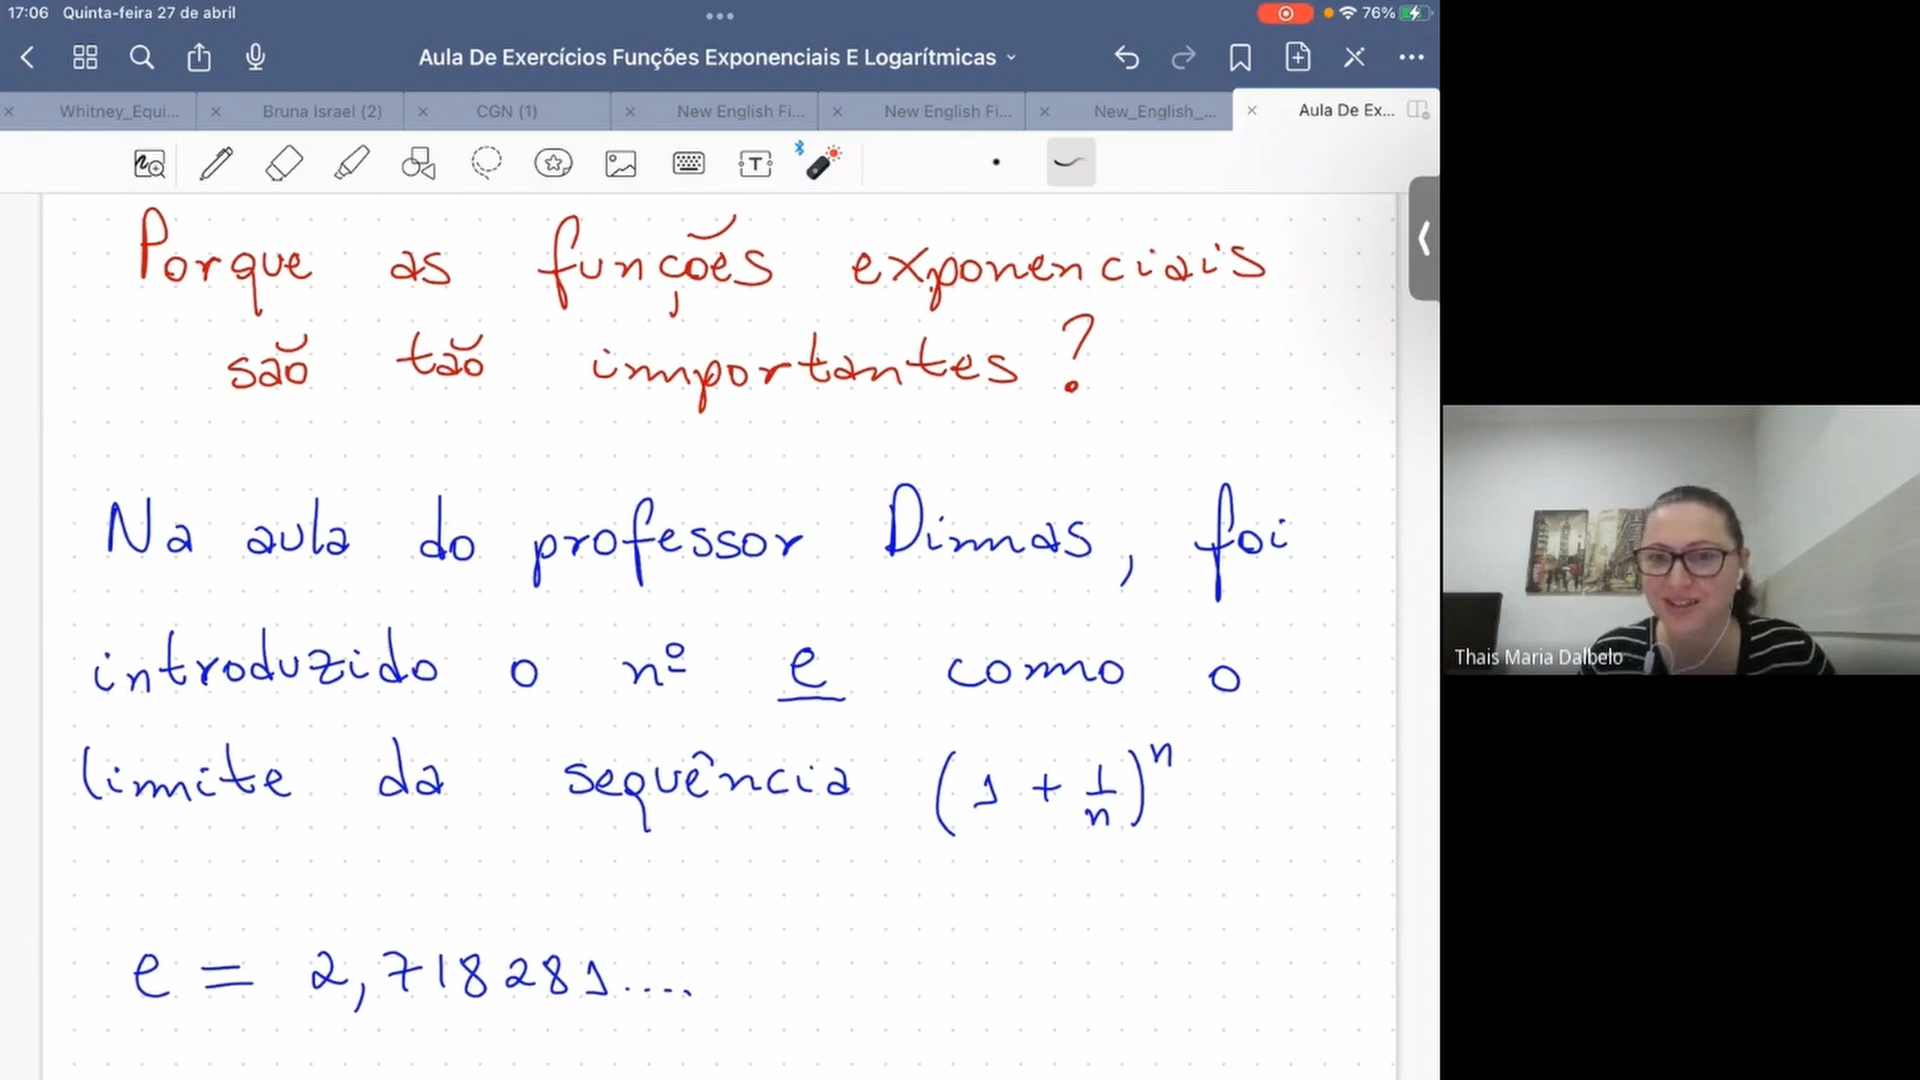 17:06 Quinta-feira 27 de abril
76%
Aula De Exercícios Funções Exponenciais E Logarítmicas
Whitney_Equi...
Bruna Israel (2)
CGN (1)
New English Fi...
New English Fi...
New_English_...
Aula De Ex...
Porque as funções exponenciais
são tão importantes?
Na aula do professor Dimas, foi
introduzido o nº e como o
limite da sequência (1 + 1/n)^n
e = 2,718281....
Thais Maria Dalbelo